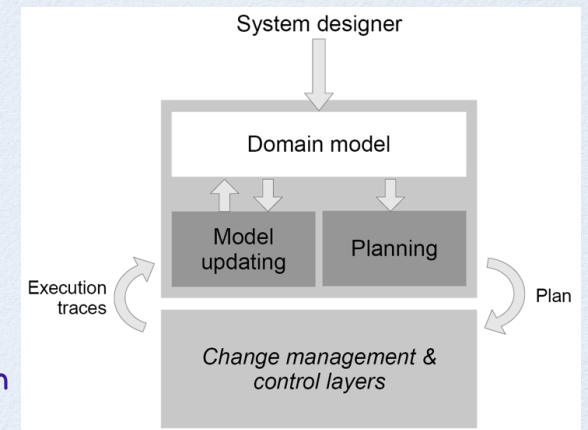 System designer
Domain model
Model
updating
Planning
Execution
traces
Plan
Change management &
control layers